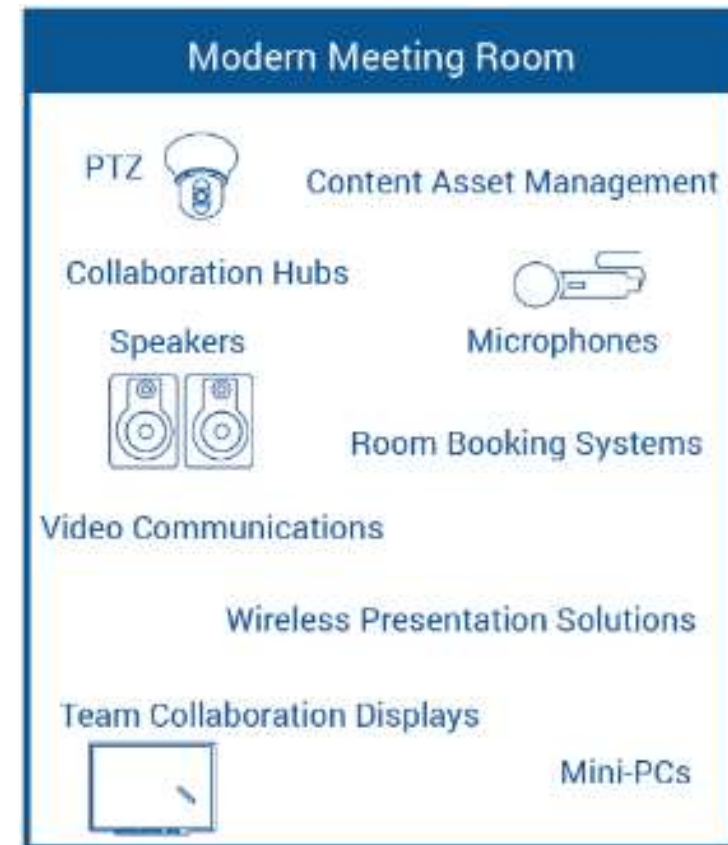 Modern Meeting Room
PTZ
Content Asset Management
Collaboration Hubs
Speakers
Microphones
Room Booking Systems
Video Communications
Wireless Presentation Solutions
Team Collaboration Displays
Mini-PCs